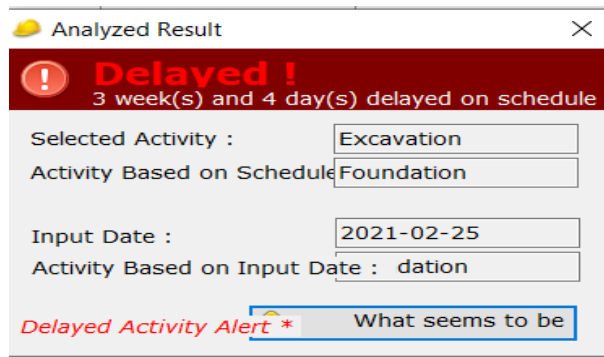 Analyzed Result
Delayed !
3 week(s) and 4 day(s) delayed on schedule
Selected Activity : Excavation
Activity Based on Schedule Foundation
Input Date : 2021-02-25
Activity Based on Input Date : dation
Delayed Activity Alert * What seems to be